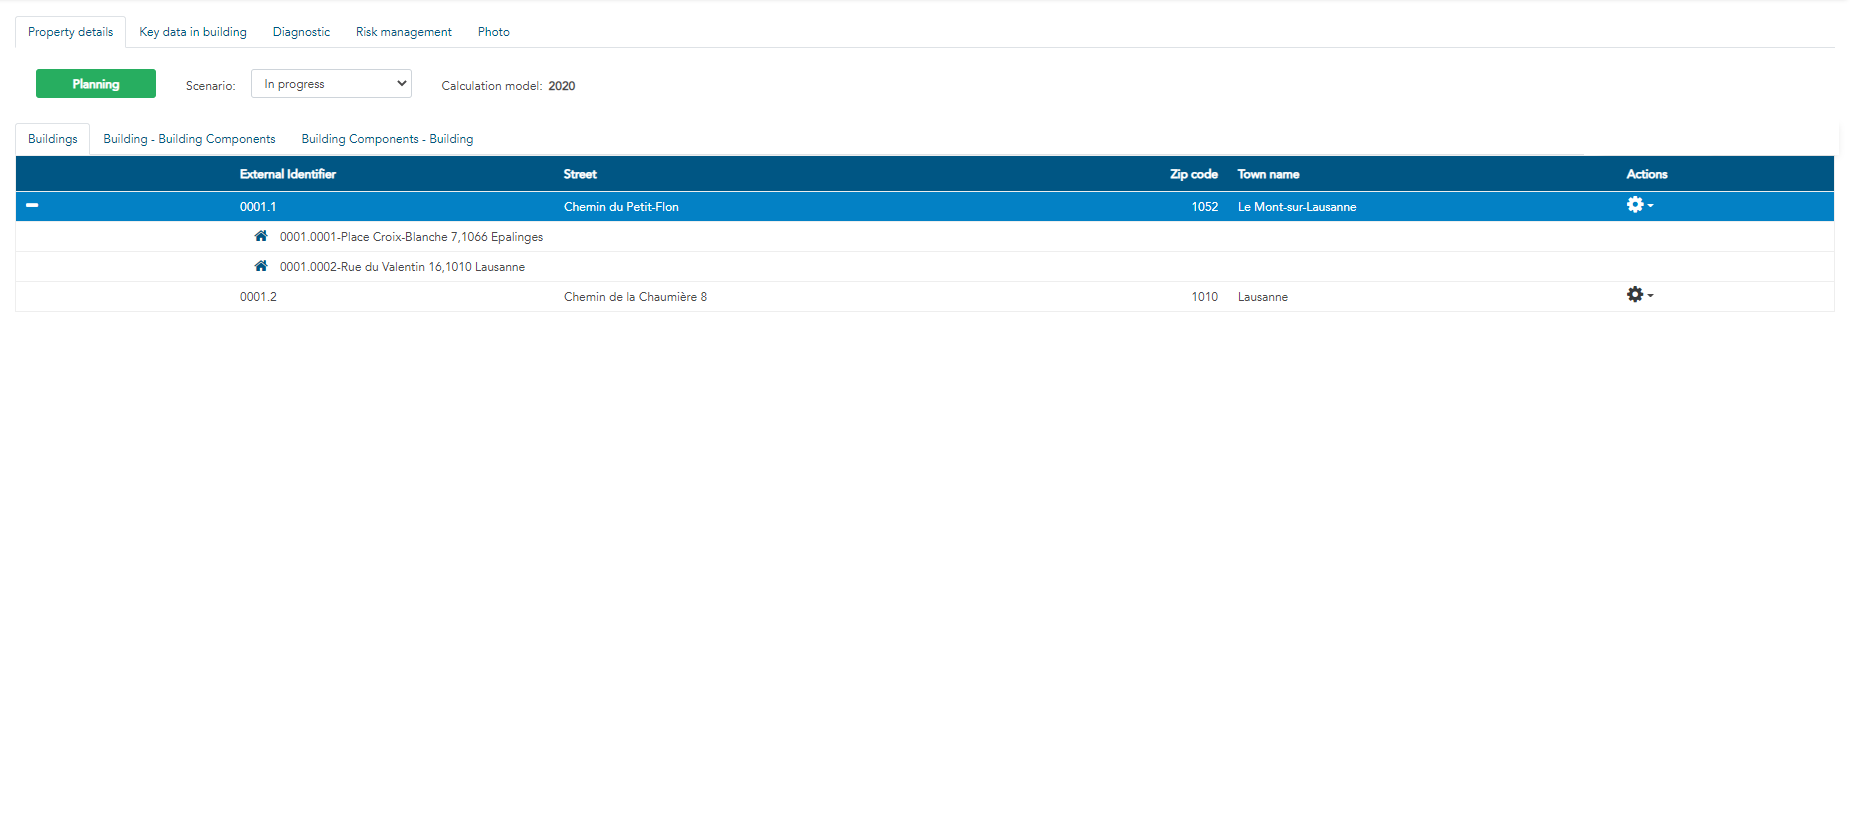 Property details Key data in building Diagnostic Risk management Photo
Planning Scenario: In progress Calculation model: 2020
Buildings Building - Building Components Building Components - Building
External Identifier Street Zip code Town name Actions
0001.1 Chemin du Petit-Flon 1052 Le Mont-sur-Lausanne
0001.0001-Place Croix-Blanche 7,1066 Epalinges
0001.0002-Rue du Valentin 16,1010 Lausanne
0001.2 Chemin de la Chaumière 8 1010 Lausanne